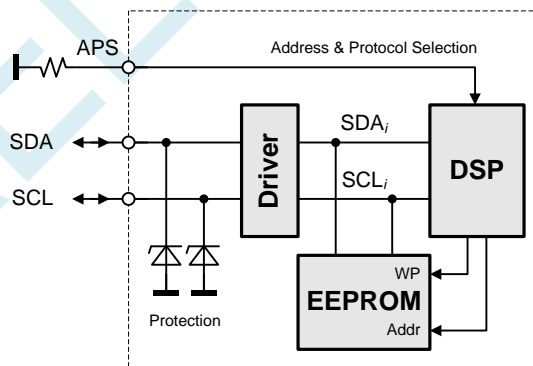 APS
Address & Protocol Selection
SDA
SCL
Driver
SDAi
SCLi
DSP
WP
EEPROM
Addr
Protection